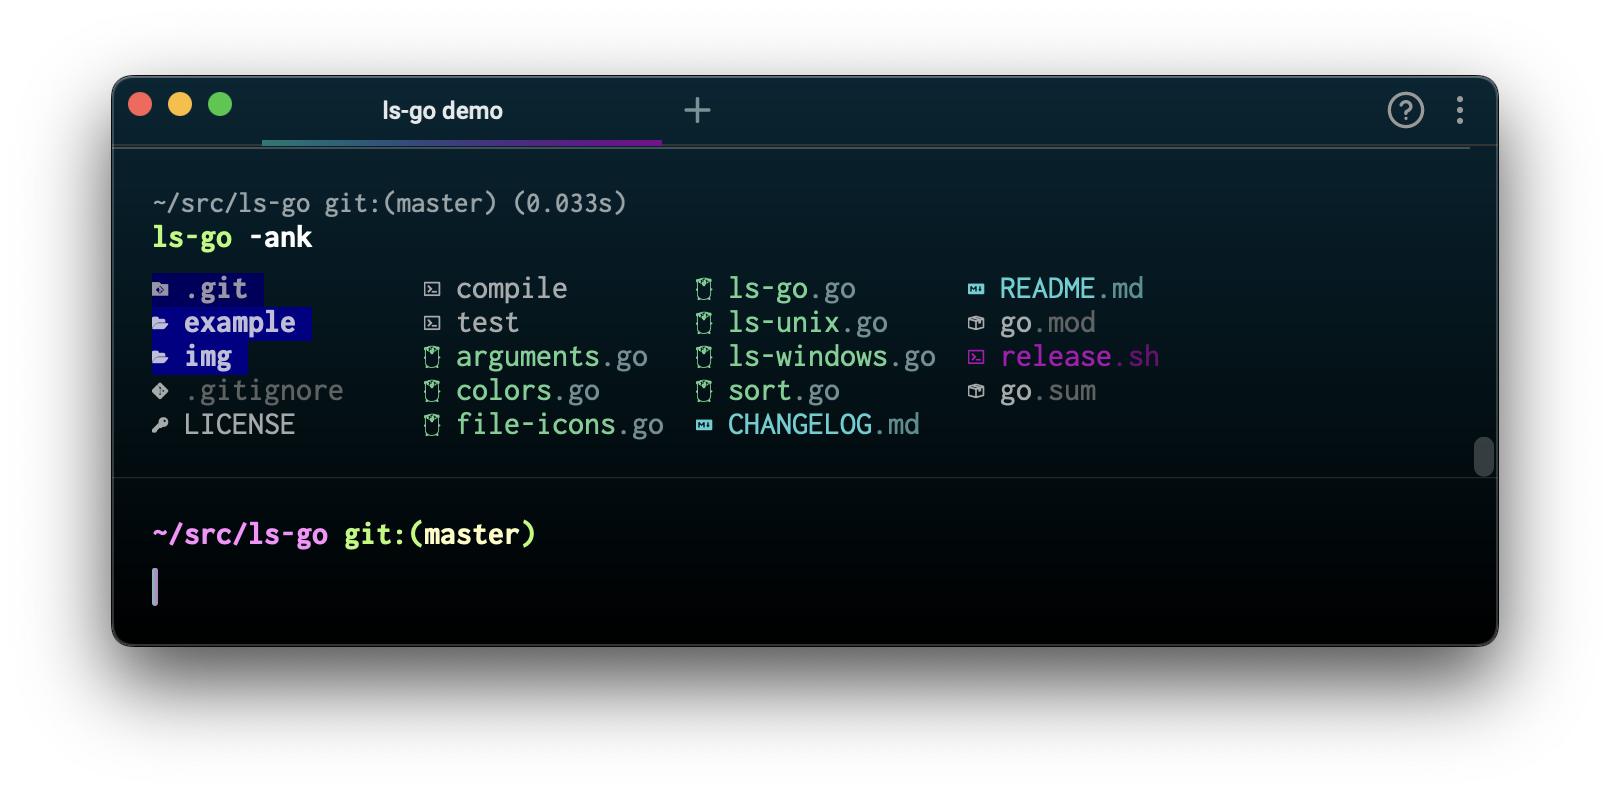 ls-go demo
~/src/ls-go git:(master) (0.033s)
ls-go -ank
.git compile ls-go.go README.md
example test ls-unix.go go.mod
img arguments.go ls-windows.go release.sh
.gitignore colors.go sort.go go.sum
LICENSE file-icons.go CHANGELOG.md
~/src/ls-go git:(master)